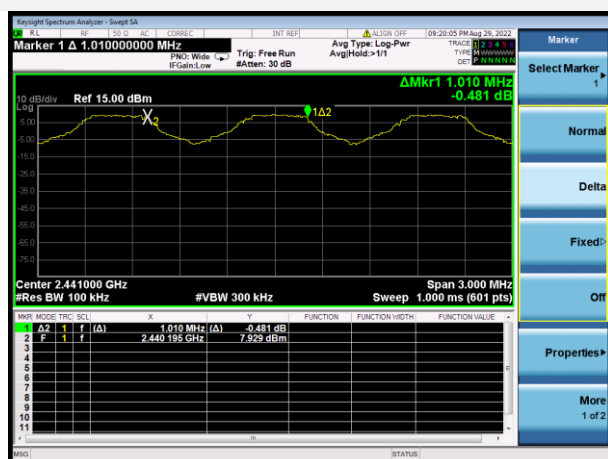 Keysight Spectrum Analyzer - Swept SA
RL RF 50 Ω AC CORREC INT REF ALIGN OFF 09:20:05 PM Aug 29, 2022
Marker 1 Δ 1.010000000 MHz
PNO: Wide
IFGain:Low
Trig: Free Run
#Atten: 30 dB
Avg Type: Log-Pwr
Avg|Hold:>1/1
TRACE 1 2 3 4 5 6
TYPE M W W W W W
DET P N N N N N
ΔMkr1 1.010 MHz
-0.481 dB
10 dB/div Ref 15.00 dBm
Log
5.00
-5.00
-15.0
-25.0
-35.0
-45.0
-55.0
-65.0
-75.0
X2
1Δ2
Center 2.441000 GHz Span 3.000 MHz
#Res BW 100 kHz #VBW 300 kHz Sweep 1.000 ms (601 pts)
MKR MODE TRC SCL X Y FUNCTION FUNCTION WIDTH FUNCTION VALUE
1 Δ2 1 f (Δ) 1.010 MHz (Δ) -0.481 dB
2 F 1 f 2.440 195 GHz 7.929 dBm
3
4
5
6
7
8
9
10
11
MSG STATUS
Marker
Select Marker
1
Normal
Delta
Fixed
Off
Properties
More
1 of 2